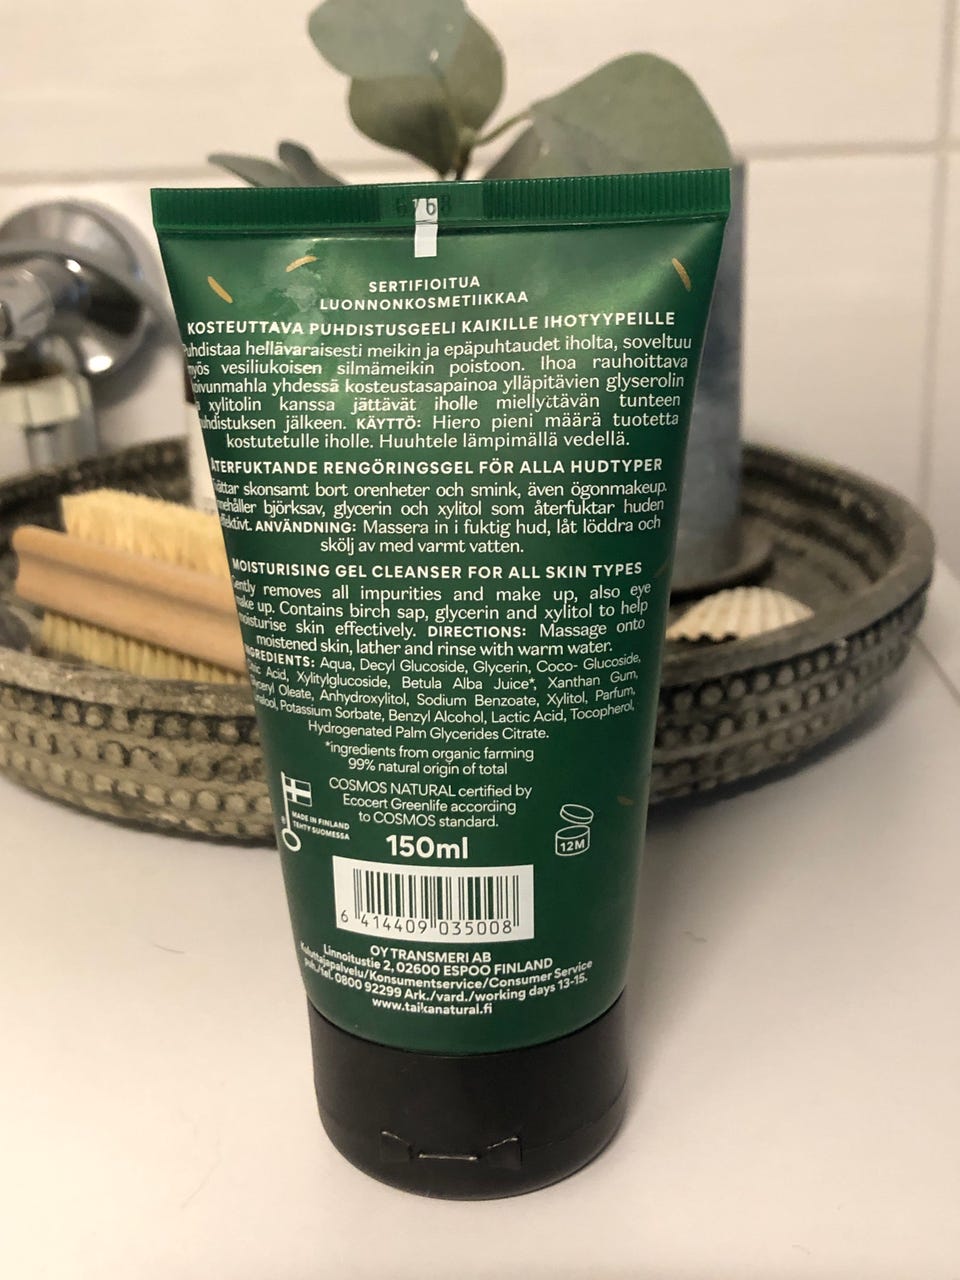 SERTIFIOITUA
LUONNONKOSMETIIKKAA
KOSTEUTTAVA PUHDISTUSGEELI KAIKILLE IHOTYYPEILLE
Puhdistaa hellävaraisesti meikin ja epäpuhtaudet iholta, soveltuu
myös vesiliukoisen silmämeikin poistoon. Ihoa rauhoittava
koivunmahla yhdessä kosteustasapainoa ylläpitävien glyserolin
xylitolin kanssa jättävät iholle miellyttävän tunteen
puhdistuksen jälkeen. KÄYTTÖ: Hiero pieni määrä tuotetta
kostutetulle iholle. Huuhtele lämpimällä vedellä.
ÅTERFUKTANDE RENGÖRINGSGEL FÖR ALLA HUDTYPER
skonsamt bort orenheter och smink, även ögonmakeup.
Innehåller björksav, glycerin och xylitol som återfuktar huden
effektivt. ANVÄNDNING: Massera in i fuktig hud, låt löddra och
skölj av med varmt vatten.
MOISTURISING GEL CLEANSER FOR ALL SKIN TYPES
Gently removes all impurities and make up, also eye
make up. Contains birch sap, glycerin and xylitol to help
moisturise skin effectively. DIRECTIONS: Massage onto
moistened skin, lather and rinse with warm water.
INGREDIENTS: Aqua, Decyl Glucoside, Glycerin, Coco- Glucoside,
Citric Acid, Xylitylglucoside, Betula Alba Juice*, Xanthan Gum,
Glyceryl Oleate, Anhydroxylitol, Sodium Benzoate, Xylitol, Parfum,
Linalool, Potassium Sorbate, Benzyl Alcohol, Lactic Acid, Tocopherol,
Hydrogenated Palm Glycerides Citrate.
*ingredients from organic farming
99% natural origin of total
COSMOS NATURAL certified by
Ecocert Greenlife according
to COSMOS standard.
MADE IN FINLAND
TEHTY SUOMESSA
12M
150ml
6 414409 035008
OY TRANSMERI AB
Linnoitustie 2, 02600 ESPOO FINLAND
Kuluttajapalvelu/Konsumentservice/Consumer Service
puh./tel. 0800 92299 Ark./vard./working days 13-15.
www.taikanatural.fi